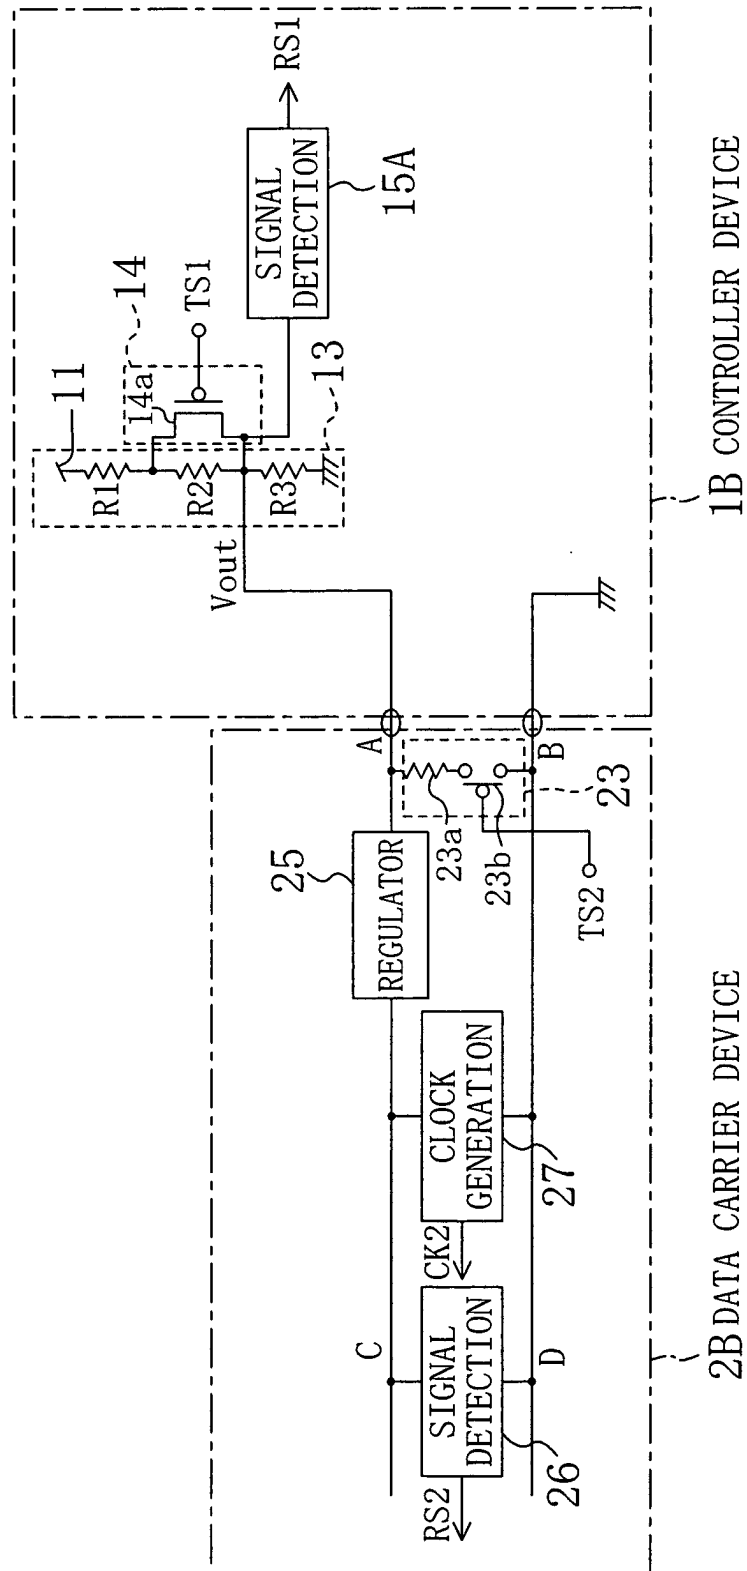 11
R1
R2
R3
14
14a
TS1
13
Vout
SIGNAL
DETECTION
15A
RS1
1B CONTROLLER DEVICE
A
B
23a
23b
23
TS2
25
REGULATOR
CLOCK
GENERATION
27
CK2
C
D
SIGNAL
DETECTION
26
RS2
2B DATA CARRIER DEVICE